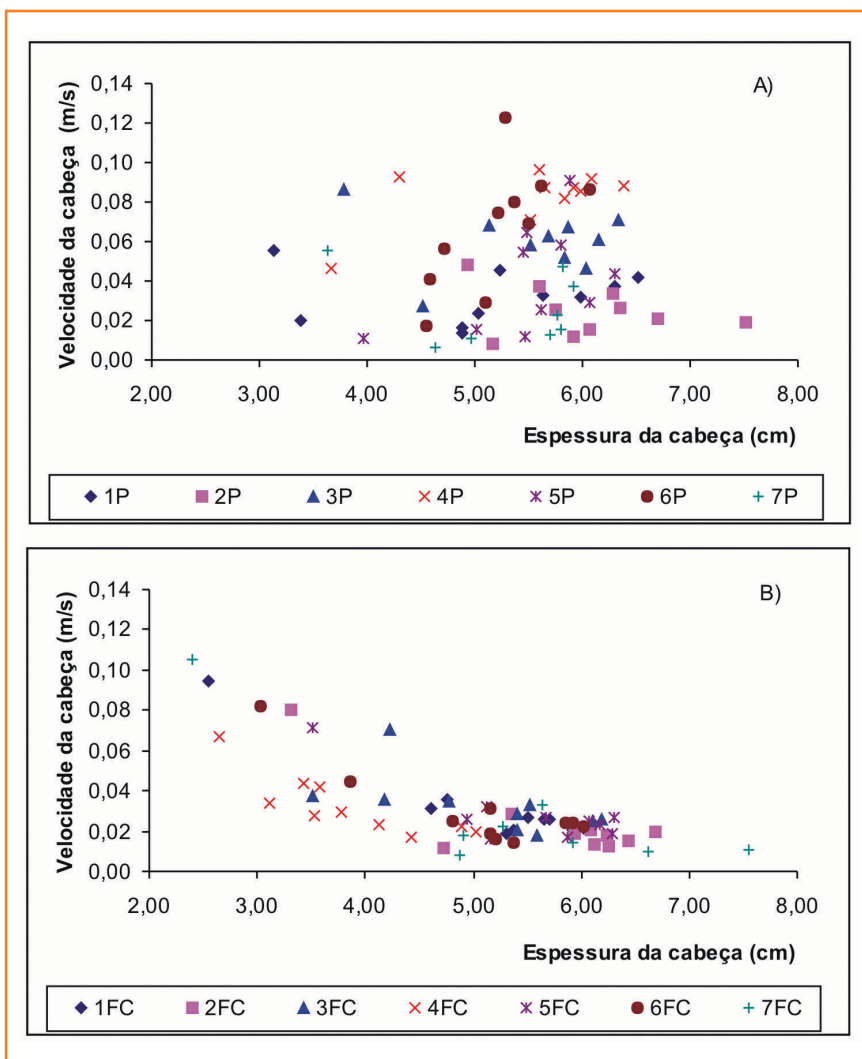 A)
Velocidade da cabeça (m/s)
0,14
0,12
0,10
0,08
0,06
0,04
0,02
0,00
2,00 3,00 4,00 5,00 6,00 7,00 8,00
Espessura da cabeça (cm)
1P 2P 3P 4P 5P 6P 7P
B)
Velocidade da cabeça (m/s)
0,14
0,12
0,10
0,08
0,06
0,04
0,02
0,00
2,00 3,00 4,00 5,00 6,00 7,00 8,00
Espessura da cabeça (cm)
1FC 2FC 3FC 4FC 5FC 6FC 7FC